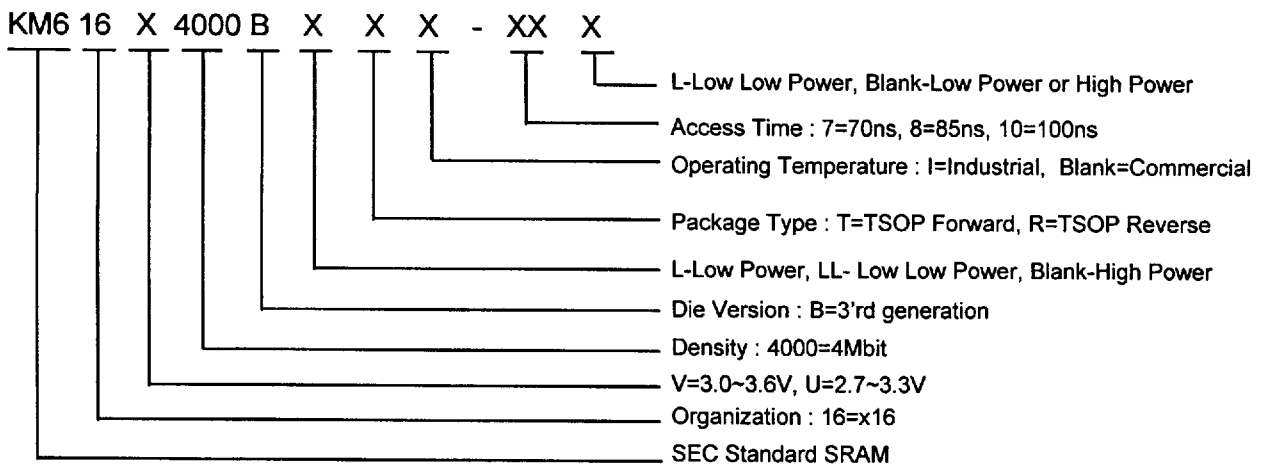 KM6 16 X 4000 B X X X - XX X
L-Low Low Power, Blank-Low Power or High Power
Access Time : 7=70ns, 8=85ns, 10=100ns
Operating Temperature : I=Industrial, Blank=Commercial
Package Type : T=TSOP Forward, R=TSOP Reverse
L-Low Power, LL- Low Low Power, Blank-High Power
Die Version : B=3'rd generation
Density : 4000=4Mbit
V=3.0~3.6V, U=2.7~3.3V
Organization : 16=x16
SEC Standard SRAM